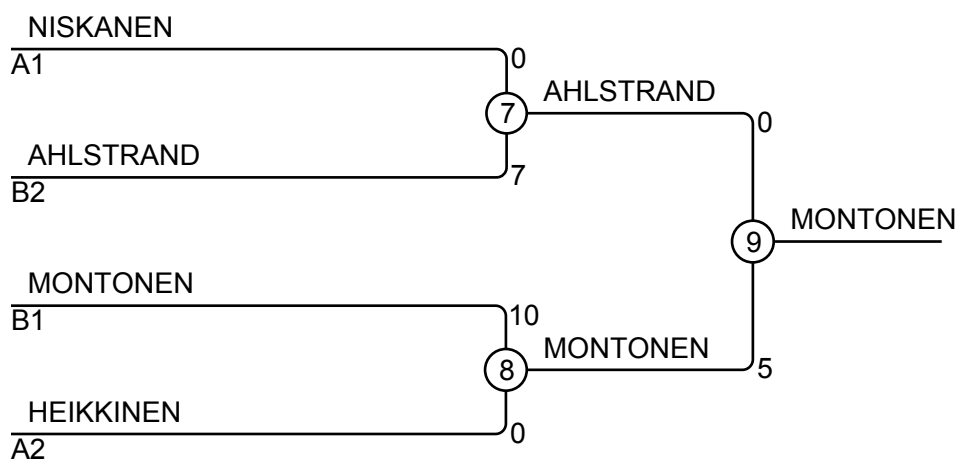 NISKANEN
A1
0
7
AHLSTRAND
0
AHLSTRAND
B2
7
9
MONTONEN
MONTONEN
B1
10
8
MONTONEN
5
HEIKKINEN
A2
0